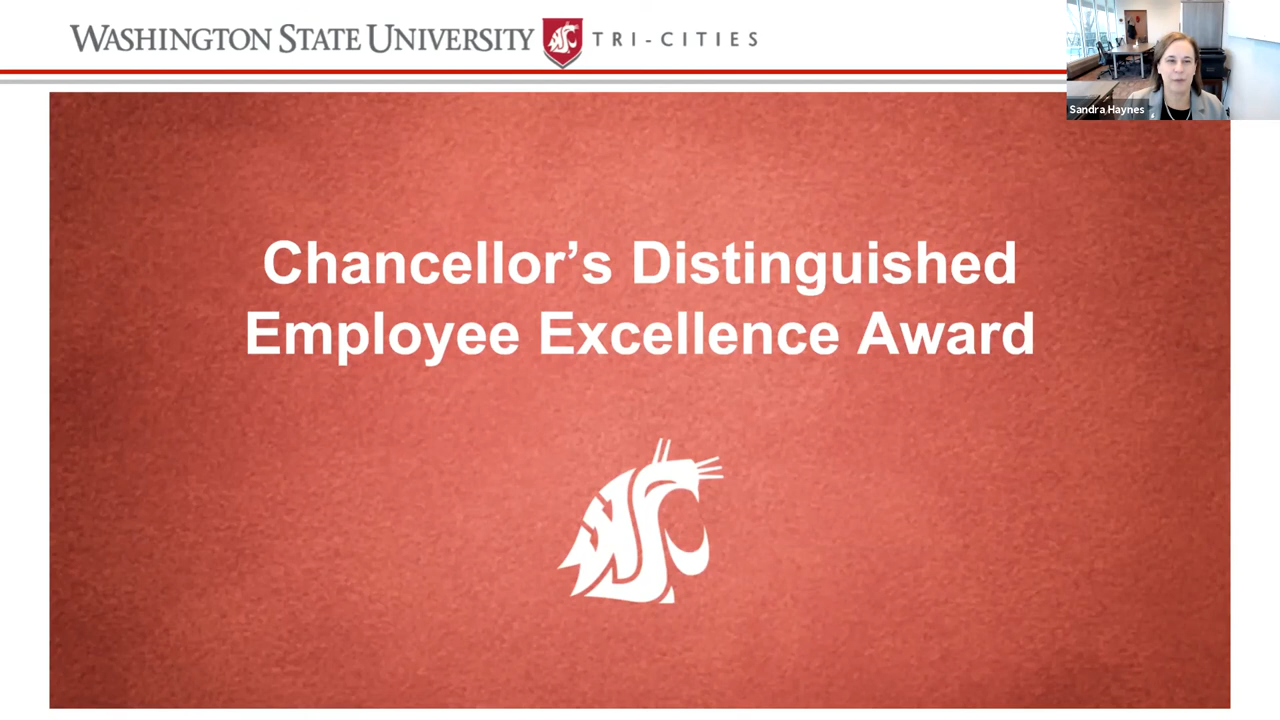 WASHINGTON STATE UNIVERSITY TRI-CITIES
Sandra Haynes
Chancellor’s Distinguished
Employee Excellence Award